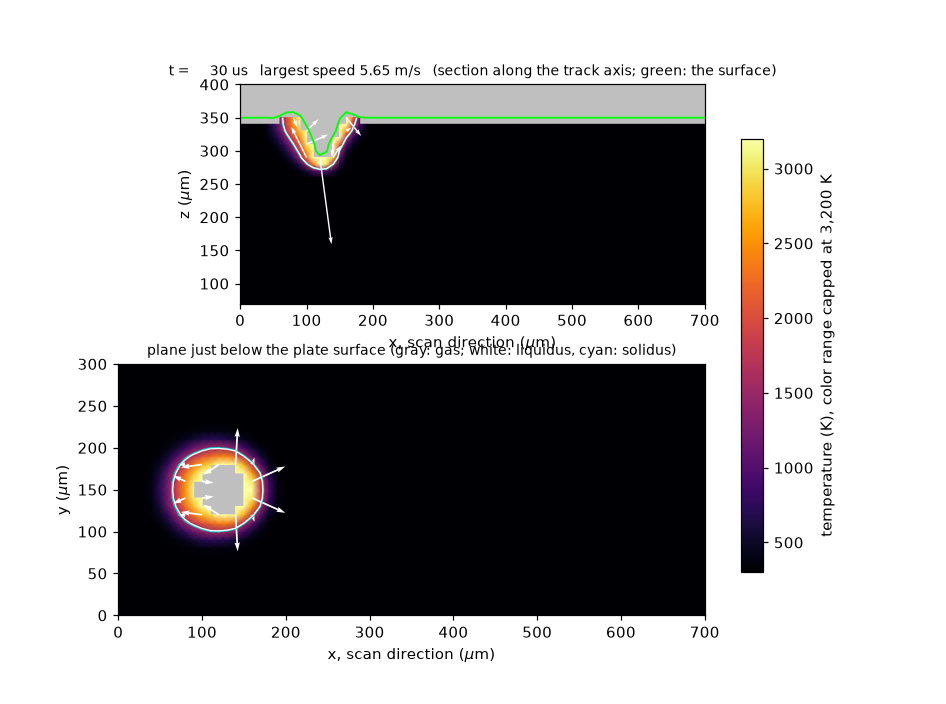 t =     30 us   largest speed 5.65 m/s   (section along the track axis; green: the surface)
400
350
300
250
200
150
100
z (μm)
0 100 200 300 400 500 600 700
x, scan direction (μm)
plane just below the plate surface (gray: gas; white: liquidus, cyan: solidus)
300
250
200
150
100
50
0
y (μm)
0 100 200 300 400 500 600 700
x, scan direction (μm)
3000
2500
2000
1500
1000
500
temperature (K), color range capped at 3,200 K